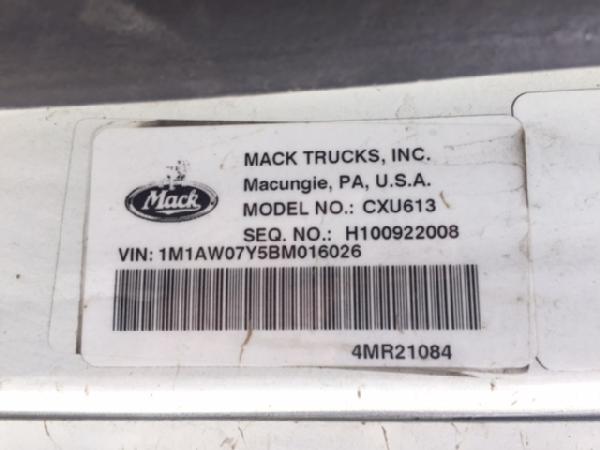 MACK TRUCKS, INC.
Macungie, PA, U.S.A.
MODEL NO.: CXU613
SEQ. NO.: H100922008
Mack
VIN: 1M1AW07Y5BM016026
4MR21084